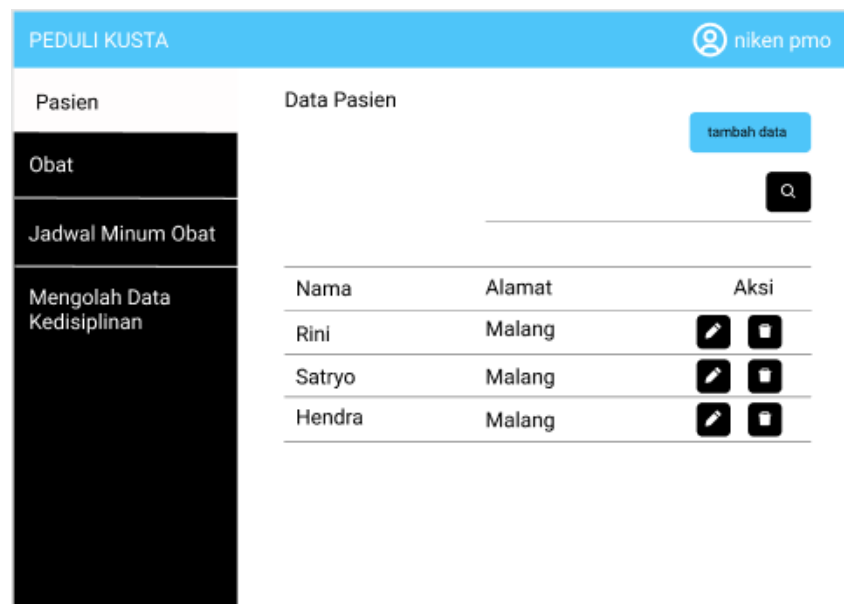 PEDULI KUSTA
niken pmo
Pasien
Obat
Jadwal Minum Obat
Mengolah Data
Kedisiplinan
Data Pasien
tambah data
Nama Alamat Aksi
Rini Malang
Satryo Malang
Hendra Malang